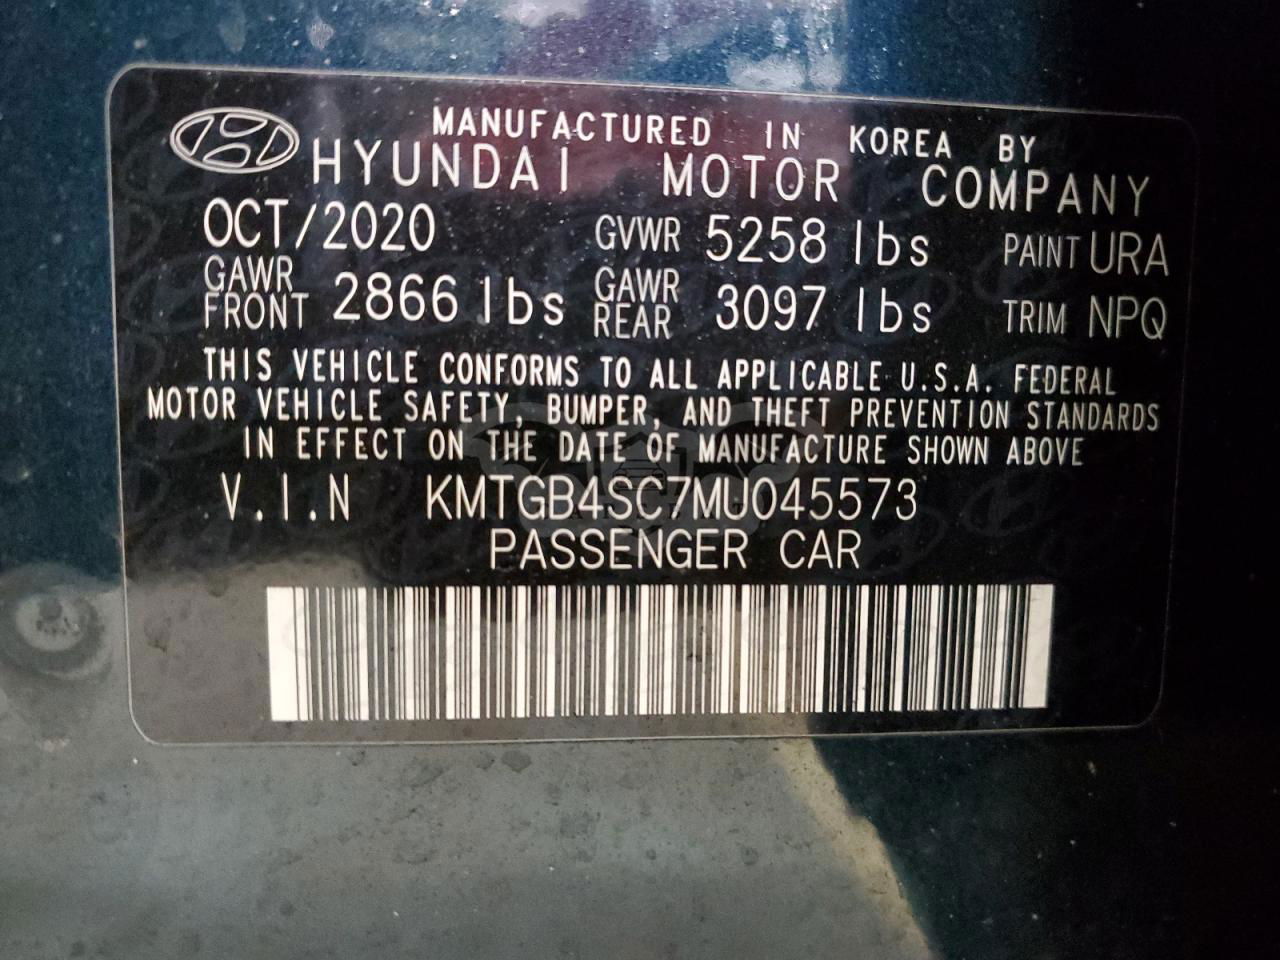 MANUFACTURED IN KOREA BY
HYUNDAI MOTOR COMPANY
OCT/2020 GVWR 5258 lbs PAINT URA
GAWR FRONT 2866 lbs GAWR REAR 3097 lbs TRIM NPQ
THIS VEHICLE CONFORMS TO ALL APPLICABLE U.S.A. FEDERAL
MOTOR VEHICLE SAFETY, BUMPER, AND THEFT PREVENTION STANDARDS
IN EFFECT ON THE DATE OF MANUFACTURE SHOWN ABOVE
V.I.N KMTGB4SC7MU045573
PASSENGER CAR